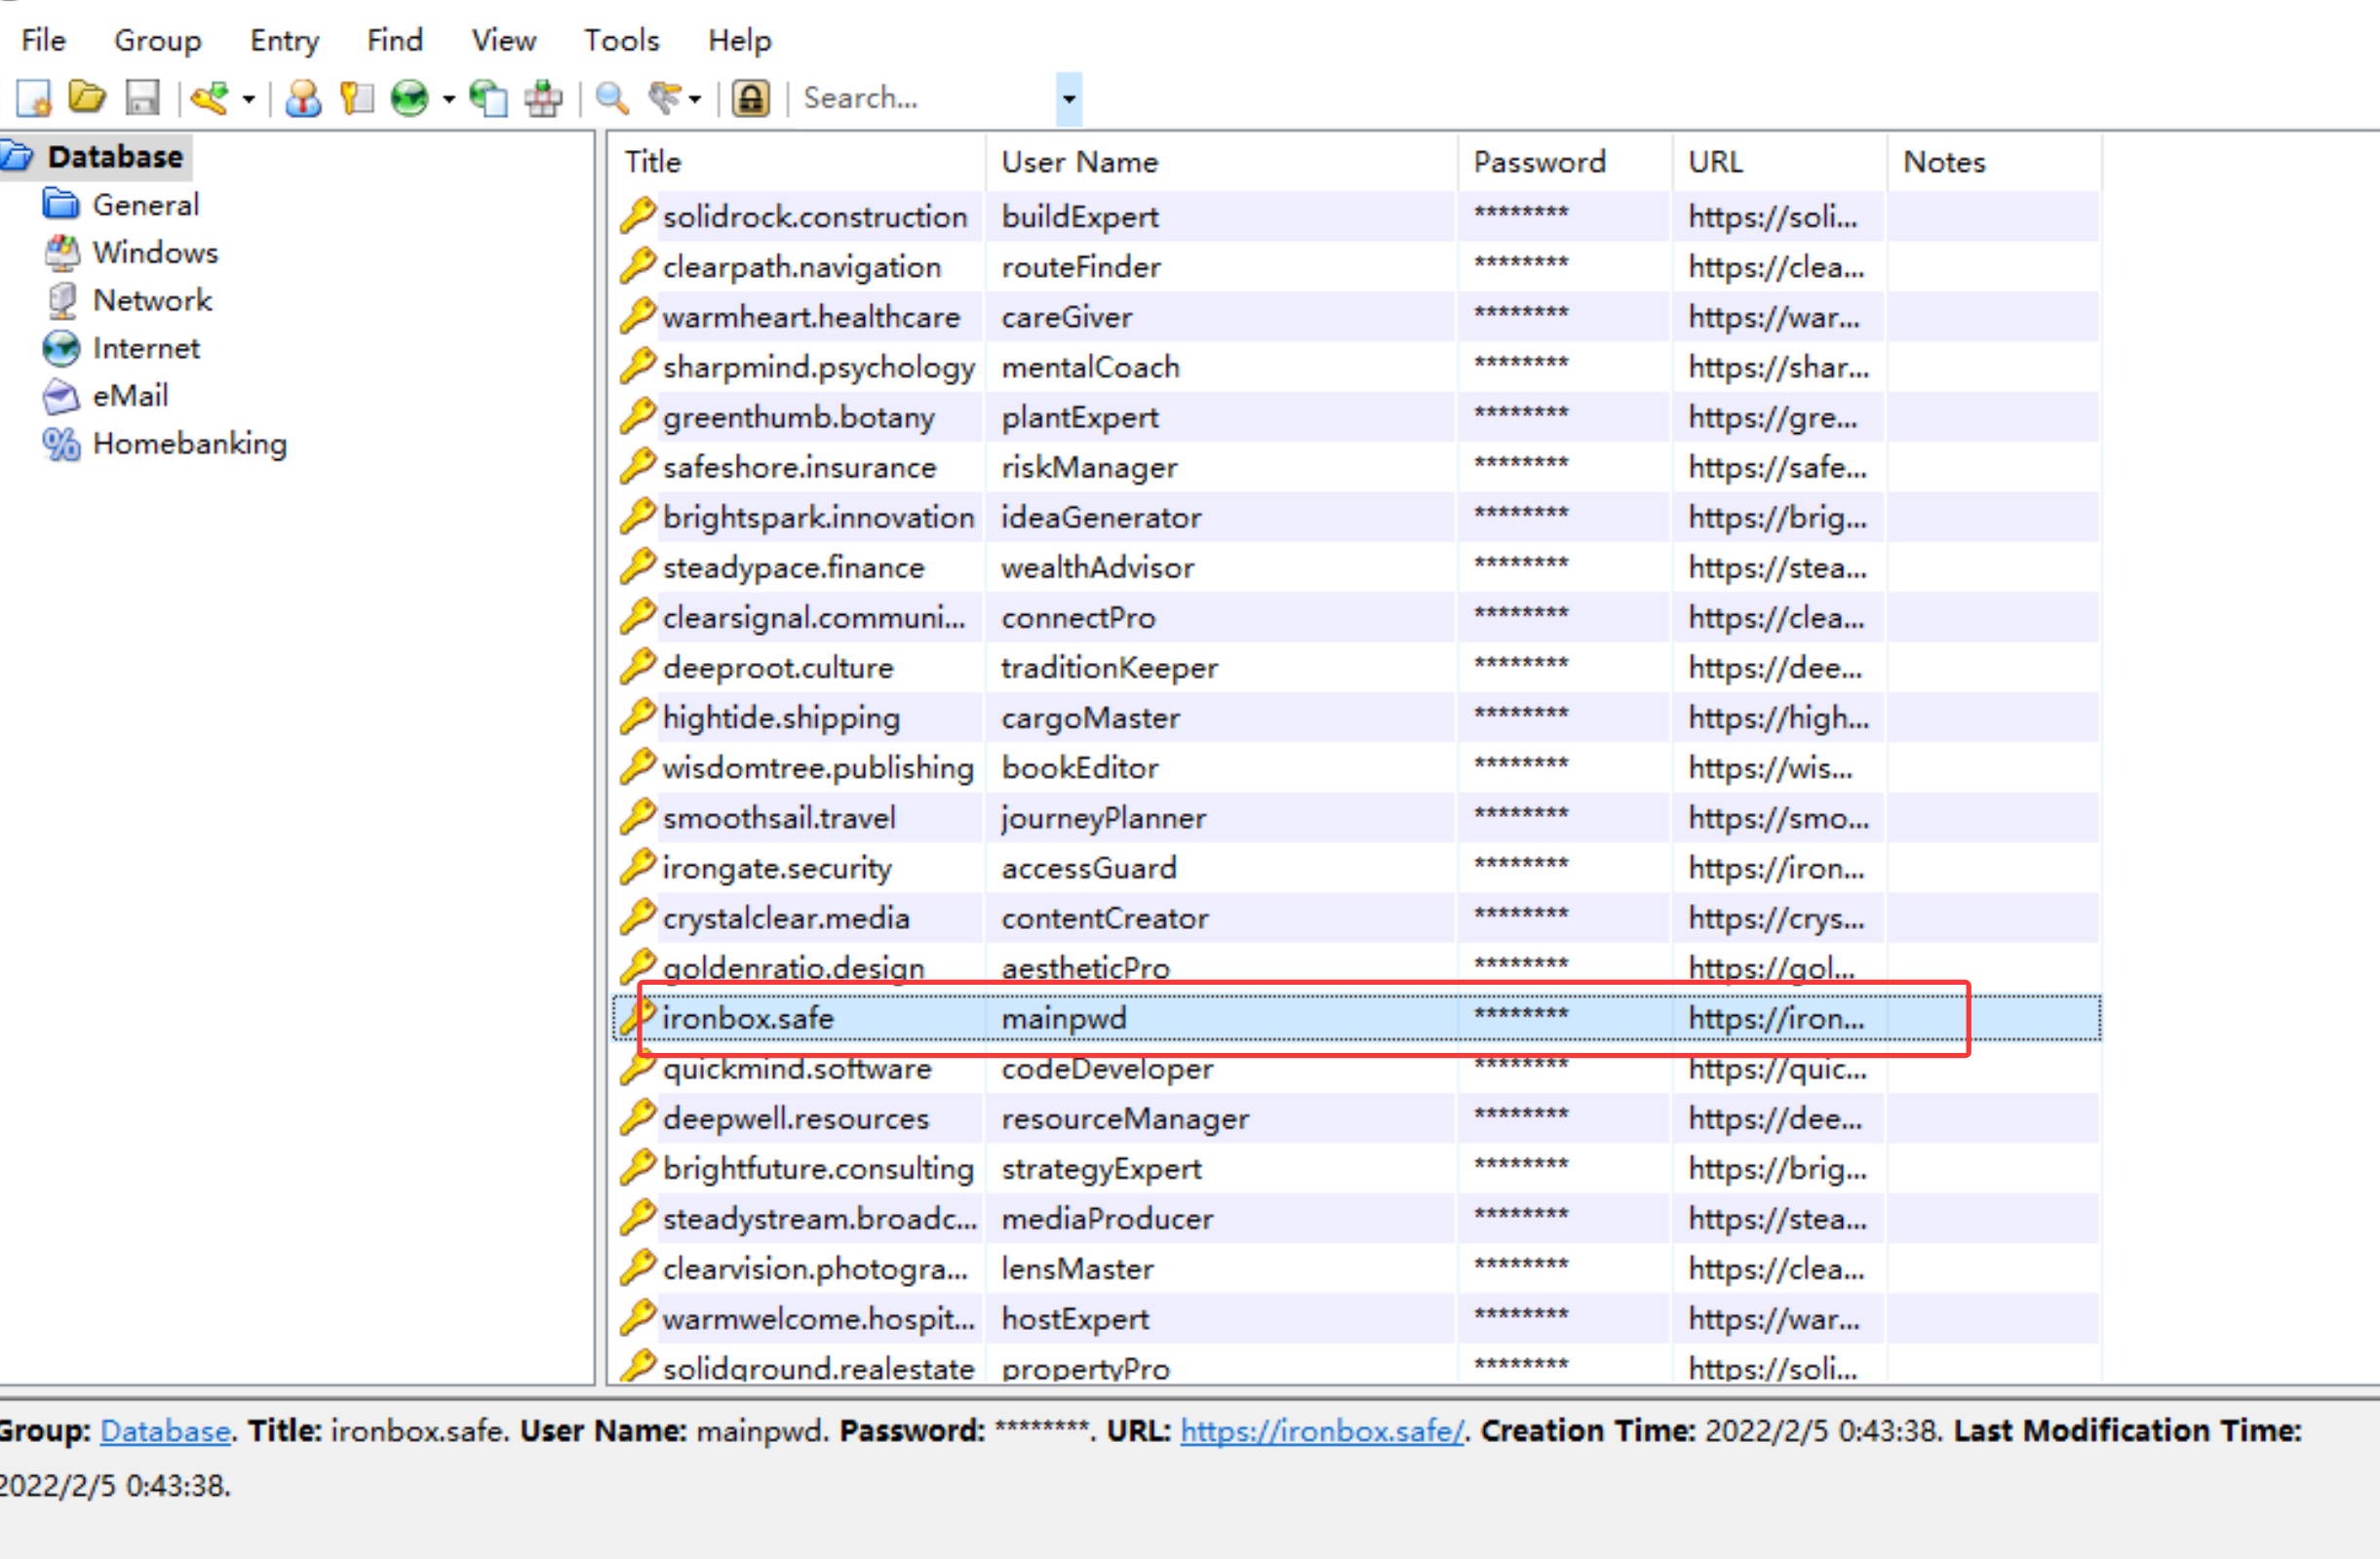 File Group Entry Find View Tools Help
Search...
Database
General
Windows
Network
Internet
eMail
Homebanking
Title User Name Password URL Notes
solidrock.construction buildExpert ******** https://soli...
clearpath.navigation routeFinder ******** https://clea...
warmheart.healthcare careGiver ******** https://war...
sharpmind.psychology mentalCoach ******** https://shar...
greenthumb.botany plantExpert ******** https://gre...
safeshore.insurance riskManager ******** https://safe...
brightspark.innovation ideaGenerator ******** https://brig...
steadypace.finance wealthAdvisor ******** https://stea...
clearsignal.communi... connectPro ******** https://clea...
deeproot.culture traditionKeeper ******** https://dee...
hightide.shipping cargoMaster ******** https://high...
wisdomtree.publishing bookEditor ******** https://wis...
smoothsail.travel journeyPlanner ******** https://smo...
irongate.security accessGuard ******** https://iron...
crystalclear.media contentCreator ******** https://crys...
goldenratio.design aestheticPro ******** https://gol...
ironbox.safe mainpwd ******** https://iron...
quickmind.software codeDeveloper ******** https://quic...
deepwell.resources resourceManager ******** https://dee...
brightfuture.consulting strategyExpert ******** https://brig...
steadystream.broadc... mediaProducer ******** https://stea...
clearvision.photogra... lensMaster ******** https://clea...
warmwelcome.hospit... hostExpert ******** https://war...
solidground.realestate propertyPro ******** https://soli...
Group: Database. Title: ironbox.safe. User Name: mainpwd. Password: ********. URL: https://ironbox.safe/. Creation Time: 2022/2/5 0:43:38. Last Modification Time:
2022/2/5 0:43:38.